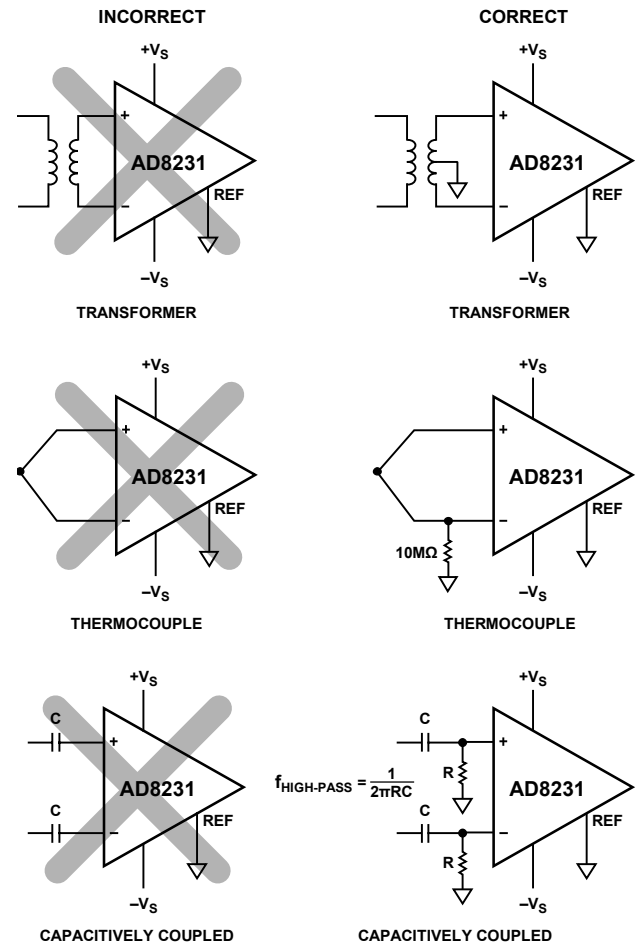 INCORRECT
CORRECT
+VS
+
AD8231
REF
−
−VS
TRANSFORMER
+VS
+
AD8231
REF
−
−VS
TRANSFORMER
+VS
+
AD8231
REF
−
−VS
THERMOCOUPLE
+VS
+
AD8231
REF
−
10MΩ
−VS
THERMOCOUPLE
+VS
C
+
AD8231
C
−
REF
−VS
CAPACITIVELY COUPLED
fHIGH-PASS = 1
2πRC
+VS
C
+
R
AD8231
C
−
REF
R
−VS
CAPACITIVELY COUPLED